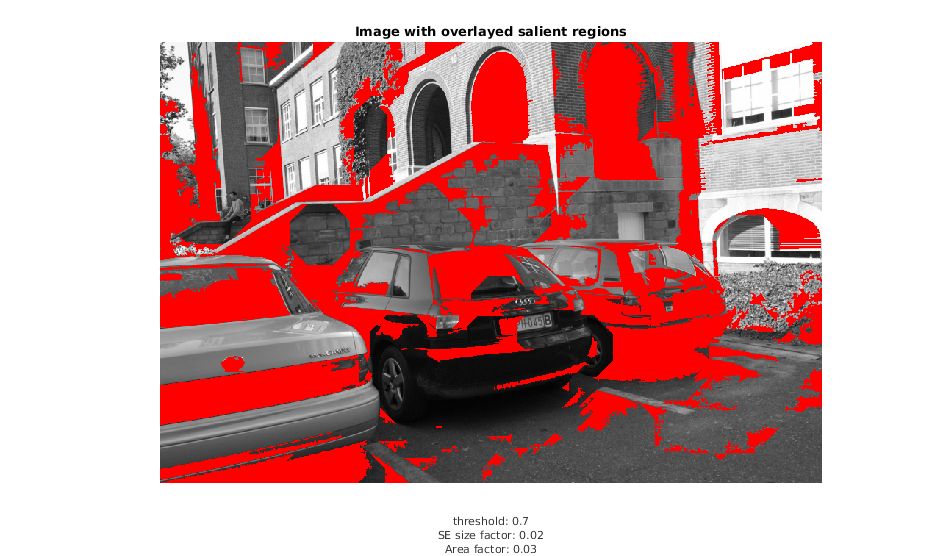 Image with overlayed salient regions
threshold: 0.7
SE size factor: 0.02
Area factor: 0.03